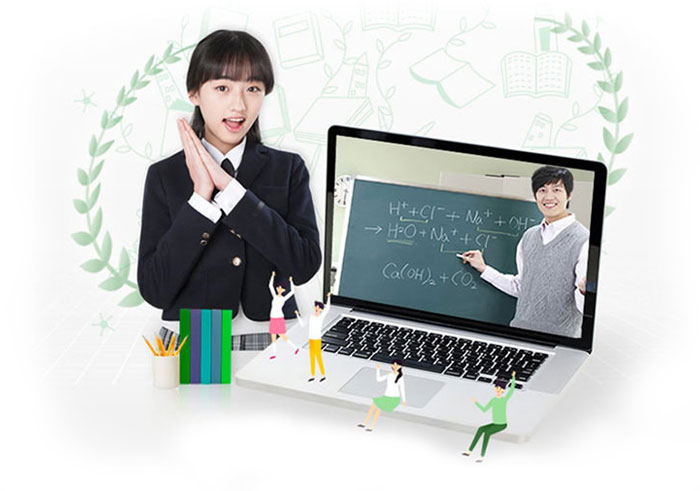 H⁺ + Cl⁻ + Na⁺ + OH⁻
→ H₂O + Na⁺ + Cl⁻
Ca(OH)₂ + CO₂